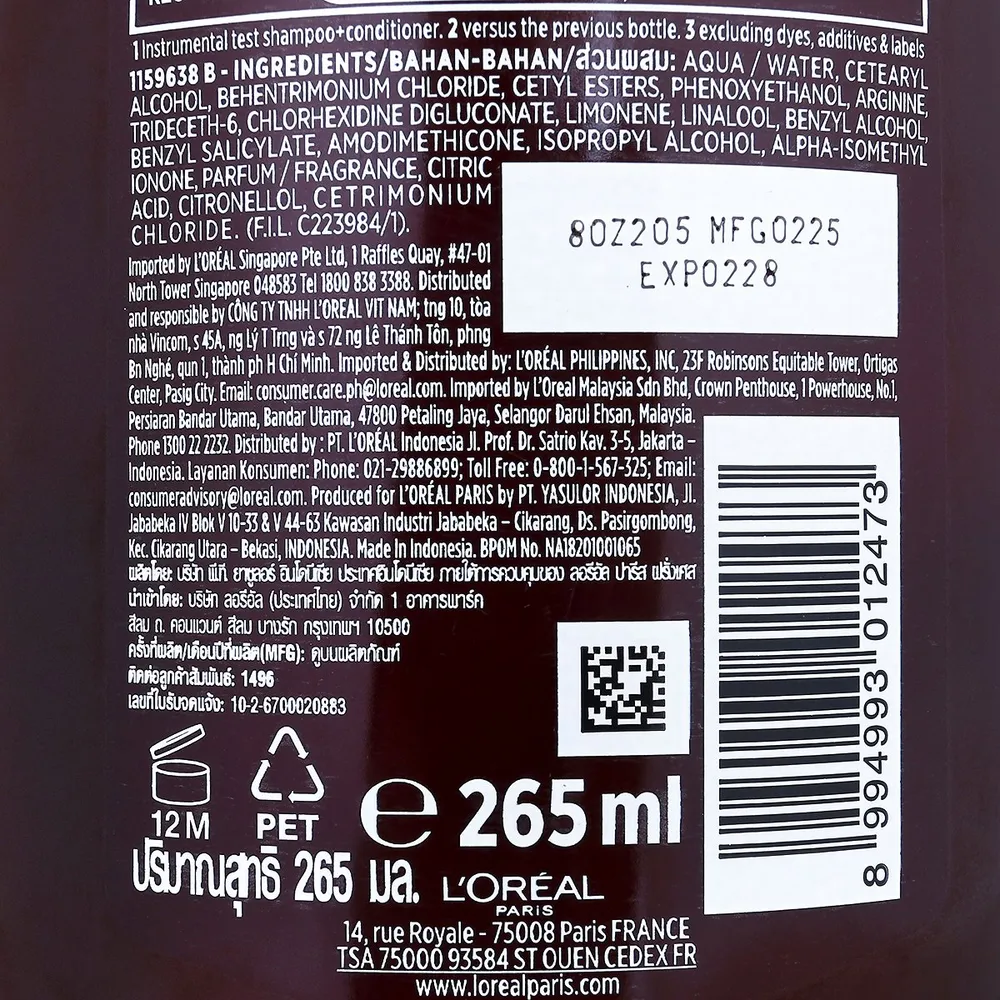 1 Instrumental test shampoo+conditioner. 2 versus the previous bottle. 3 excluding dyes, additives & labels
1159638 B - INGREDIENTS/BAHAN-BAHAN/ส่วนผสม: AQUA / WATER, CETEARYL
ALCOHOL, BEHENTRIMONIUM CHLORIDE, CETYL ESTERS, PHENOXYETHANOL, ARGININE,
TRIDECETH-6, CHLORHEXIDINE DIGLUCONATE, LIMONENE, LINALOOL, BENZYL ALCOHOL,
BENZYL SALICYLATE, AMODIMETHICONE, ISOPROPYL ALCOHOL, ALPHA-ISOMETHYL
IONONE, PARFUM / FRAGRANCE, CITRIC
ACID, CITRONELLOL, CETRIMONIUM
CHLORIDE. (F.I.L. C223984/1).
80Z205 MFG0225
EXP0228
Imported by L'ORÉAL Singapore Pte Ltd, 1 Raffles Quay, #47-01
North Tower Singapore 048583 Tel 1800 838 3388. Distributed
and responsible by CÔNG TY TNHH L'OREAL VIT NAM; tng 10, tòa
nhà Vincom, s 45A, ng Lý T Trng và s 72 ng Lê Thánh Tôn, phng
Bn Nghé, qun 1, thành ph H Chí Minh. Imported & Distributed by: L'ORÉAL PHILIPPINES, INC, 23F Robinsons Equitable Tower, Ortigas
Center, Pasig City. Email: consumer.care.ph@loreal.com. Imported by L'Oreal Malaysia Sdn Bhd, Crown Penthouse, 1 Powerhouse, No.1,
Persiaran Bandar Utama, Bandar Utama, 47800 Petaling Jaya, Selangor Darul Ehsan, Malaysia.
Phone 1300 22 2232. Distributed by : PT. L'ORÉAL Indonesia Jl. Prof. Dr. Satrio Kav. 3-5, Jakarta –
Indonesia. Layanan Konsumen: Phone: 021-29886899; Toll Free: 0-800-1-567-325; Email:
consumeradvisory@loreal.com. Produced for L'ORÉAL PARIS by PT. YASULOR INDONESIA, Jl.
Jababeka IV Blok V 10-33 & V 44-63 Kawasan Industri Jababeka – Cikarang, Ds. Pasirgombong,
Kec. Cikarang Utara – Bekasi, INDONESIA. Made In Indonesia. BPOM No. NA18201001065
ผลิตโดย: บริษัท พีที. ยาซูลอร์ อินโดนีเซีย ประเทศอินโดนีเซีย ภายใต้การควบคุมของ ลอรีอัล ปารีส ฝรั่งเศส
นำเข้าโดย: บริษัท ลอรีอัล (ประเทศไทย) จำกัด 1 อาคารพาร์ค
สีลม ถ. คอนแวนต์ สีลม บางรัก กรุงเทพฯ 10500
ครั้งที่ผลิต/เดือนปีที่ผลิต(MFG): ดูบนผลิตภัณฑ์
ติดต่อลูกค้าสัมพันธ์: 1496
เลขที่ใบรับจดแจ้ง: 10-2-6700020883
8 994993 012473
12 M
PET
e 265 ml
ปริมาณสุทธิ 265 มล.
L'ORÉAL
PARIS
14, rue Royale - 75008 Paris FRANCE
TSA 75000 93584 ST OUEN CEDEX FR
www.lorealparis.com